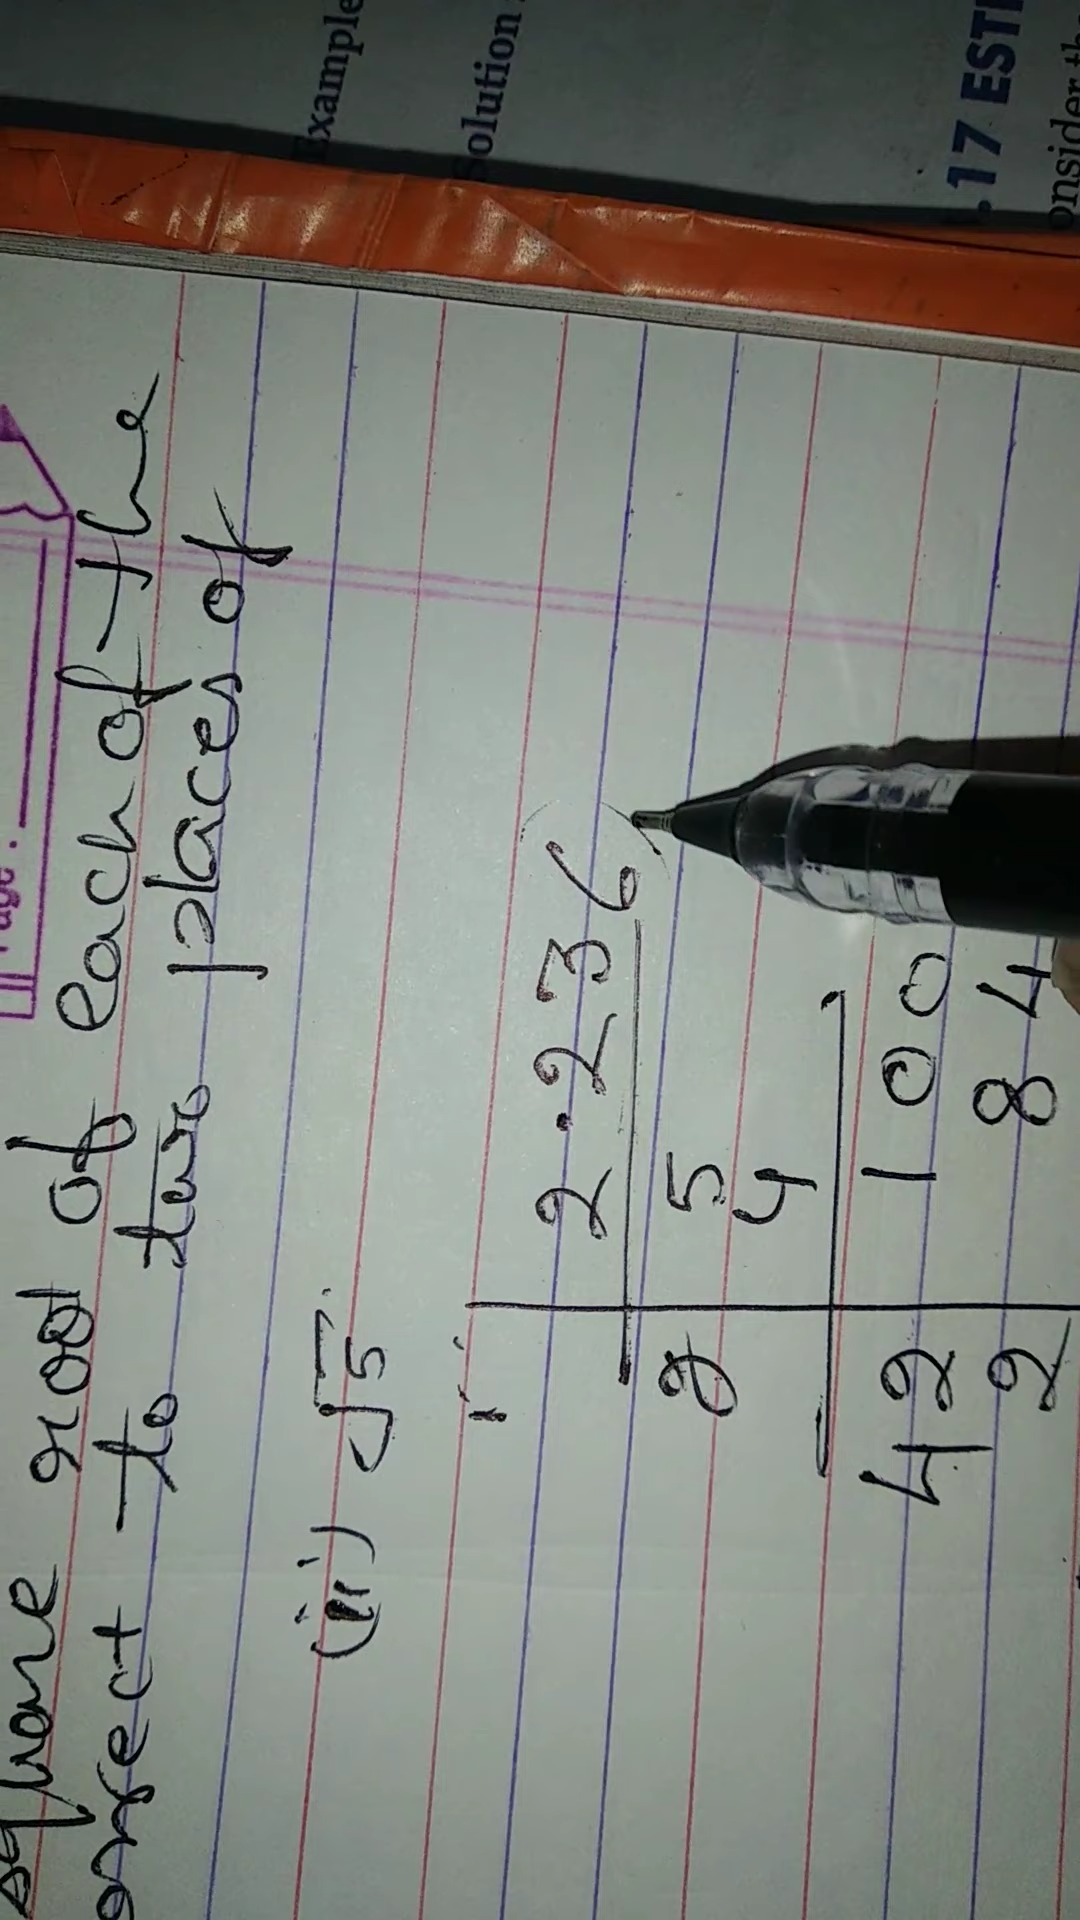 Example
Solution
.17 ESTI
onsider th
square root of each of the
correct to two places of
(ii) √5
2.236
2 5
4
42 100
2 84